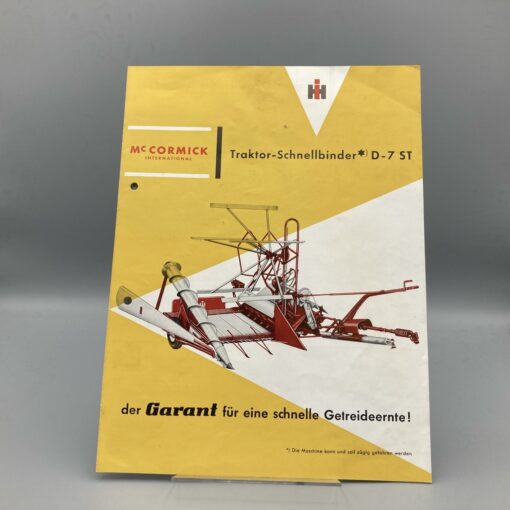 IH
McCORMICK
INTERNATIONAL
Traktor-Schnellbinder*) D-7 ST
der Garant für eine schnelle Getreideernte!
*) Die Maschine kann und soll zügig gefahren werden